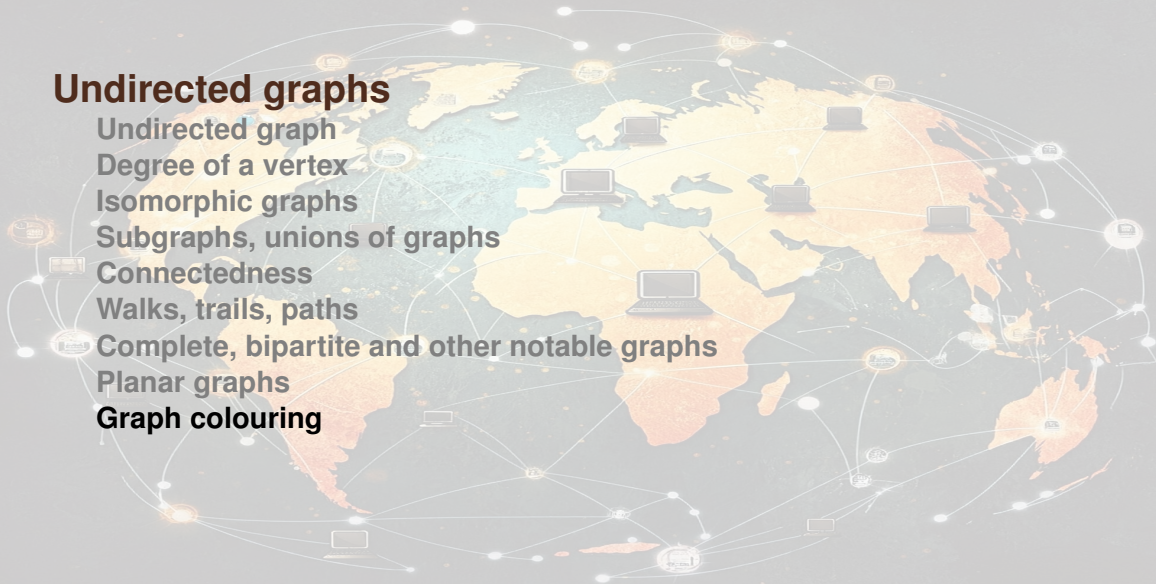 Undirected graphs
Undirected graph
Degree of a vertex
Isomorphic graphs
Subgraphs, unions of graphs
Connectedness
Walks, trails, paths
Complete, bipartite and other notable graphs
Planar graphs
Graph colouring